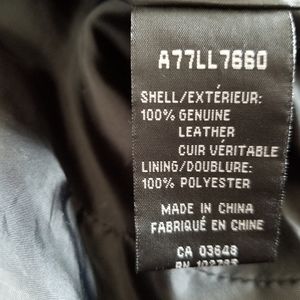 A77LL7660
SHELL/EXTÉRIEUR:
100% GENUINE
LEATHER
CUIR VÉRITABLE
LINING/DOUBLURE:
100% POLYESTER
MADE IN CHINA
FABRIQUÉ EN CHINE
CA 03648
RN